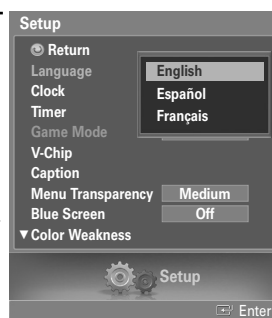 Setup
Return
Language
English
Clock
Español
Timer
Français
Game Mode
V-Chip
Caption
Menu Transparency Medium
Blue Screen Off
▼Color Weakness
Setup
Enter